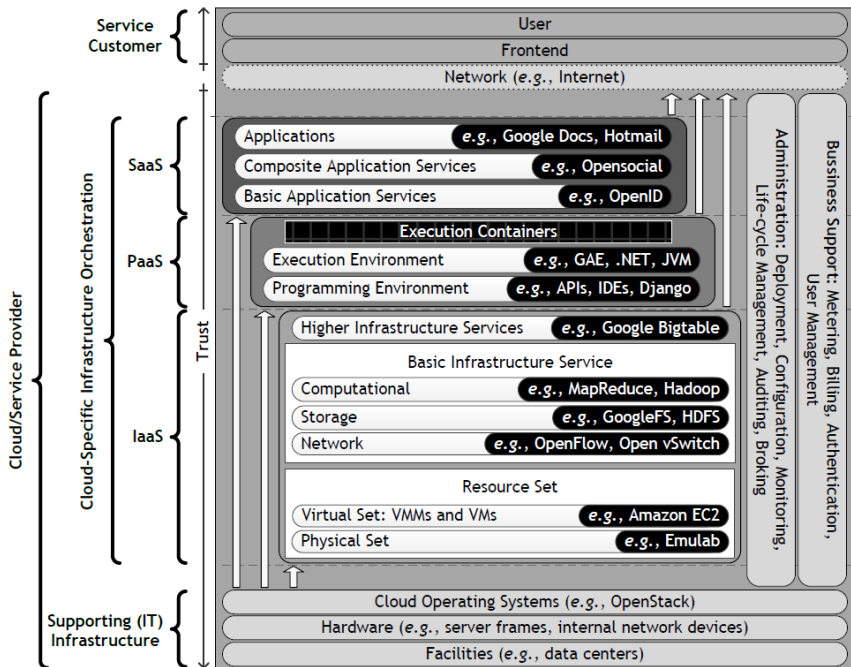 Service
Customer
User
Frontend
Network (e.g., Internet)
Cloud/Service Provider
Cloud-Specific Infrastructure Orchestration
Trust
SaaS
Applications e.g., Google Docs, Hotmail
Composite Application Services e.g., Opensocial
Basic Application Services e.g., OpenID
PaaS
Execution Containers
Execution Environment e.g., GAE, .NET, JVM
Programming Environment e.g., APIs, IDEs, Django
IaaS
Higher Infrastructure Services e.g., Google Bigtable
Basic Infrastructure Service
Computational e.g., MapReduce, Hadoop
Storage e.g., GoogleFS, HDFS
Network e.g., OpenFlow, Open vSwitch
Resource Set
Virtual Set: VMMs and VMs e.g., Amazon EC2
Physical Set e.g., Emulab
Administration: Deployment, Configuration, Monitoring,
Life-cycle Management, Auditing, Broking
Bussiness Support: Metering, Billing, Authentication,
User Management
Supporting (IT)
Infrastructure
Cloud Operating Systems (e.g., OpenStack)
Hardware (e.g., server frames, internal network devices)
Facilities (e.g., data centers)